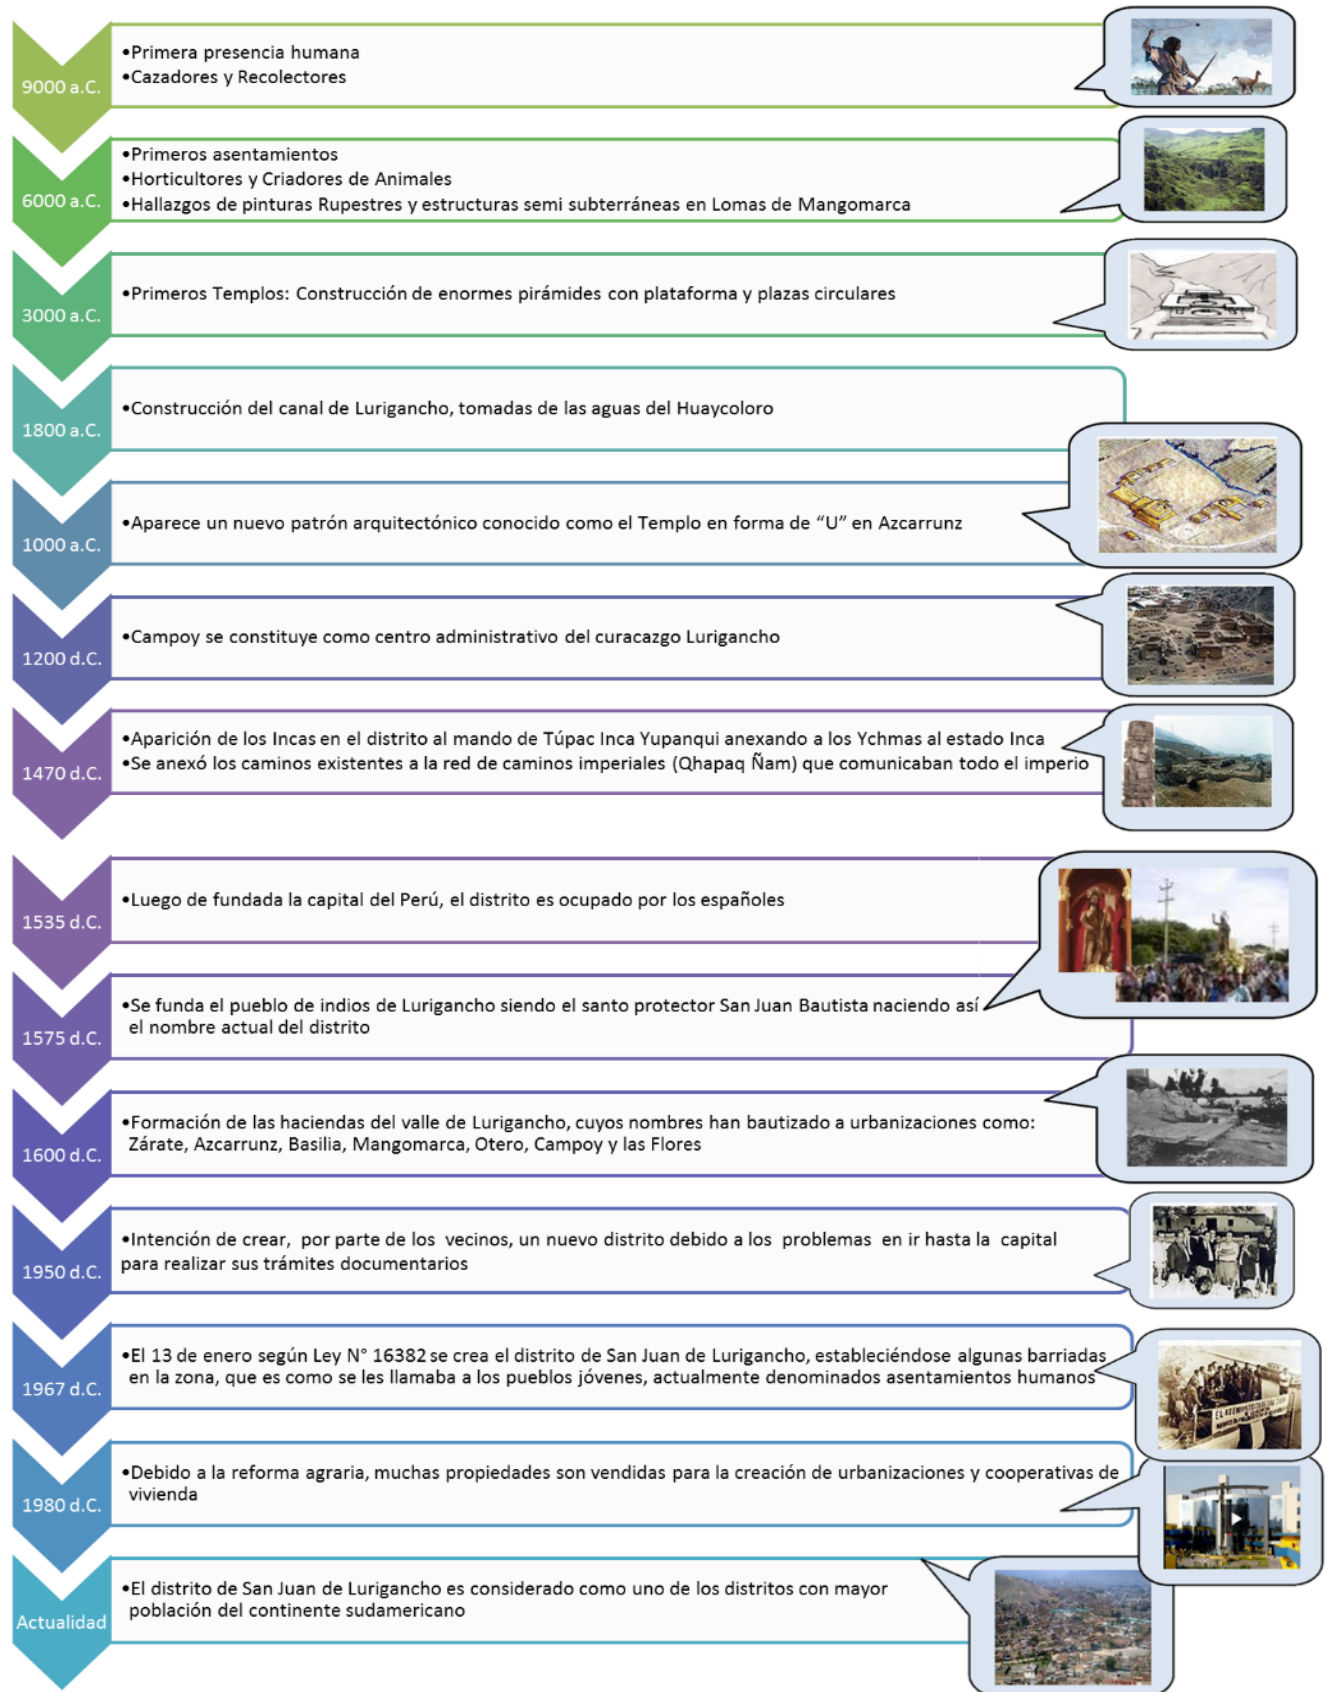 9000 a.C.
•Primera presencia humana
•Cazadores y Recolectores
6000 a.C.
•Primeros asentamientos
•Horticultores y Criadores de Animales
•Hallazgos de pinturas Rupestres y estructuras semi subterráneas en Lomas de Mangomarca
3000 a.C.
•Primeros Templos: Construcción de enormes pirámides con plataforma y plazas circulares
1800 a.C.
•Construcción del canal de Lurigancho, tomadas de las aguas del Huaycoloro
1000 a.C.
•Aparece un nuevo patrón arquitectónico conocido como el Templo en forma de “U” en Azcarrunz
1200 d.C.
•Campoy se constituye como centro administrativo del curacazgo Lurigancho
1470 d.C.
•Aparición de los Incas en el distrito al mando de Túpac Inca Yupanqui anexando a los Ychmas al estado Inca
•Se anexó los caminos existentes a la red de caminos imperiales (Qhapaq Ñam) que comunicaban todo el imperio
1535 d.C.
•Luego de fundada la capital del Perú, el distrito es ocupado por los españoles
1575 d.C.
•Se funda el pueblo de indios de Lurigancho siendo el santo protector San Juan Bautista naciendo así
el nombre actual del distrito
1600 d.C.
•Formación de las haciendas del valle de Lurigancho, cuyos nombres han bautizado a urbanizaciones como:
Zárate, Azcarrunz, Basilia, Mangomarca, Otero, Campoy y las Flores
1950 d.C.
•Intención de crear, por parte de los vecinos, un nuevo distrito debido a los problemas en ir hasta la capital
para realizar sus trámites documentarios
1967 d.C.
•El 13 de enero según Ley N° 16382 se crea el distrito de San Juan de Lurigancho, estableciéndose algunas barriadas
en la zona, que es como se les llamaba a los pueblos jóvenes, actualmente denominados asentamientos humanos
1980 d.C.
•Debido a la reforma agraria, muchas propiedades son vendidas para la creación de urbanizaciones y cooperativas de
vivienda
Actualidad
•El distrito de San Juan de Lurigancho es considerado como uno de los distritos con mayor
población del continente sudamericano